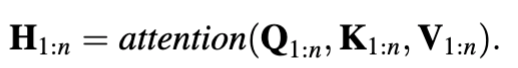 H₁:ₙ = attention(Q₁:ₙ, K₁:ₙ, V₁:ₙ).